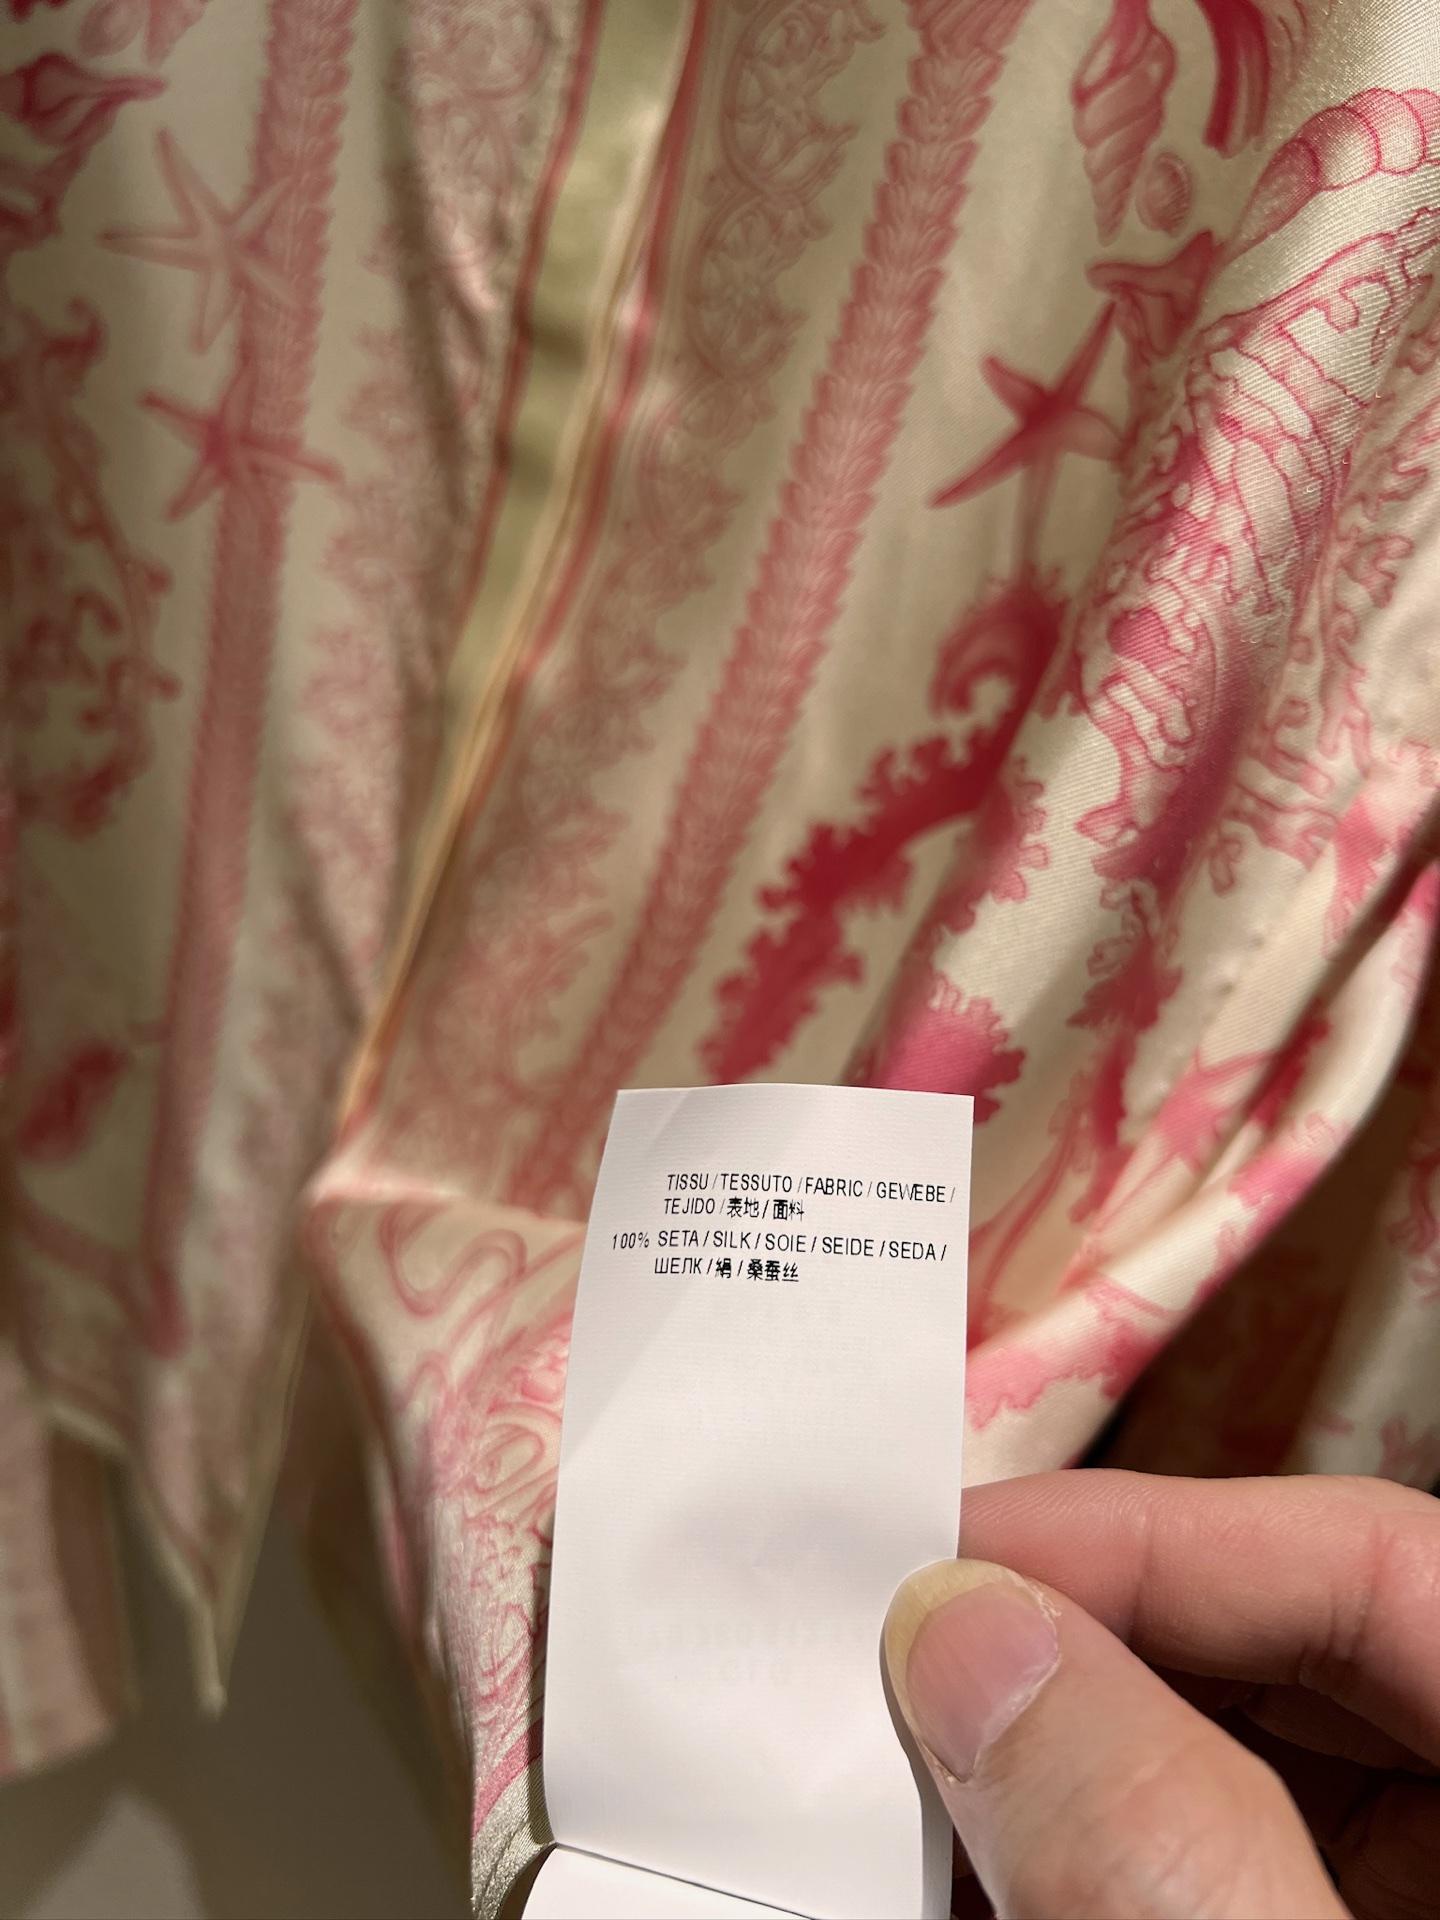 TISSU / TESSUTO / FABRIC / GEWEBE /
TEJIDO / 表地 / 面料
100% SETA / SILK / SOIE / SEIDE / SEDA /
ШЕЛК / 絹 / 桑蚕丝